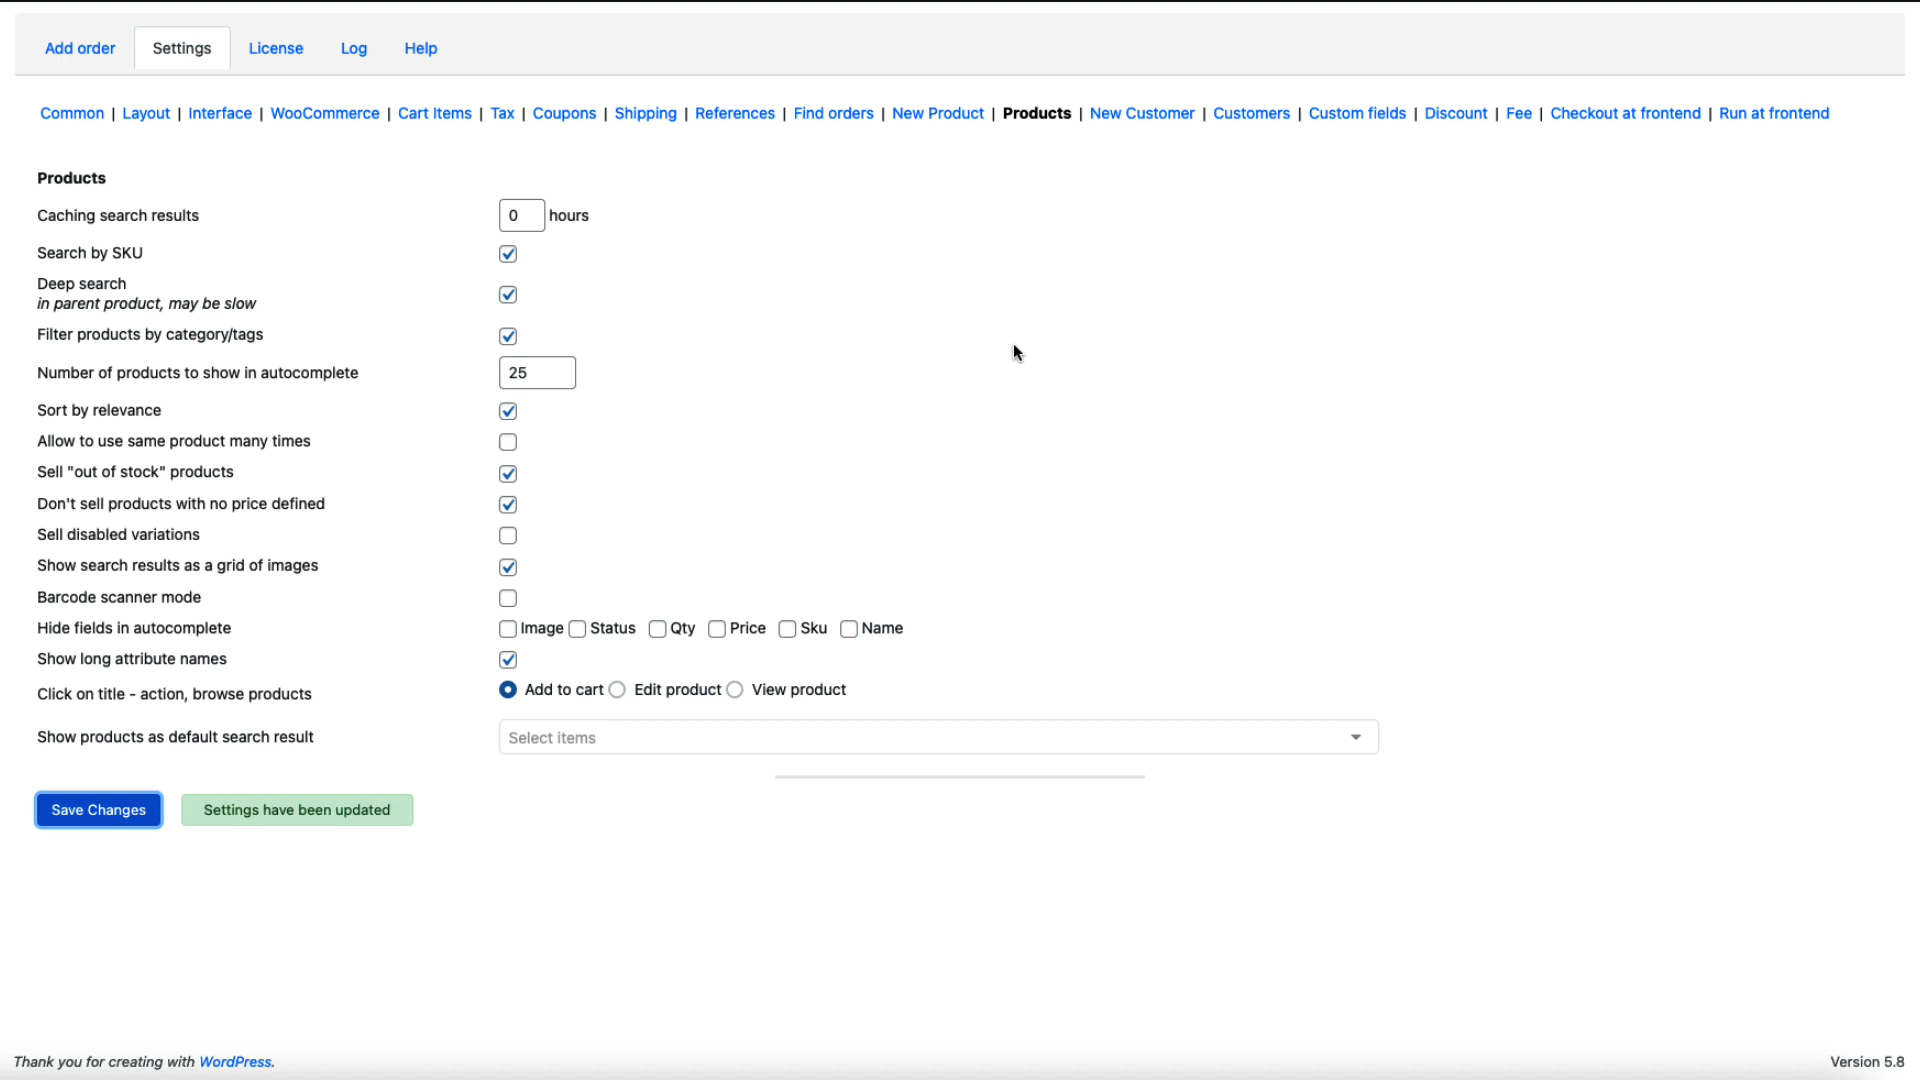 Add order Settings License Log Help
Common | Layout | Interface | WooCommerce | Cart Items | Tax | Coupons | Shipping | References | Find orders | New Product | Products | New Customer | Customers | Custom fields | Discount | Fee | Checkout at frontend | Run at frontend
Products
Caching search results 0 hours
Search by SKU
Deep search
in parent product, may be slow
Filter products by category/tags
Number of products to show in autocomplete 25
Sort by relevance
Allow to use same product many times
Sell "out of stock" products
Don't sell products with no price defined
Sell disabled variations
Show search results as a grid of images
Barcode scanner mode
Hide fields in autocomplete Image Status Qty Price Sku Name
Show long attribute names
Click on title - action, browse products Add to cart Edit product View product
Show products as default search result Select items
Save Changes Settings have been updated
Thank you for creating with WordPress. Version 5.8